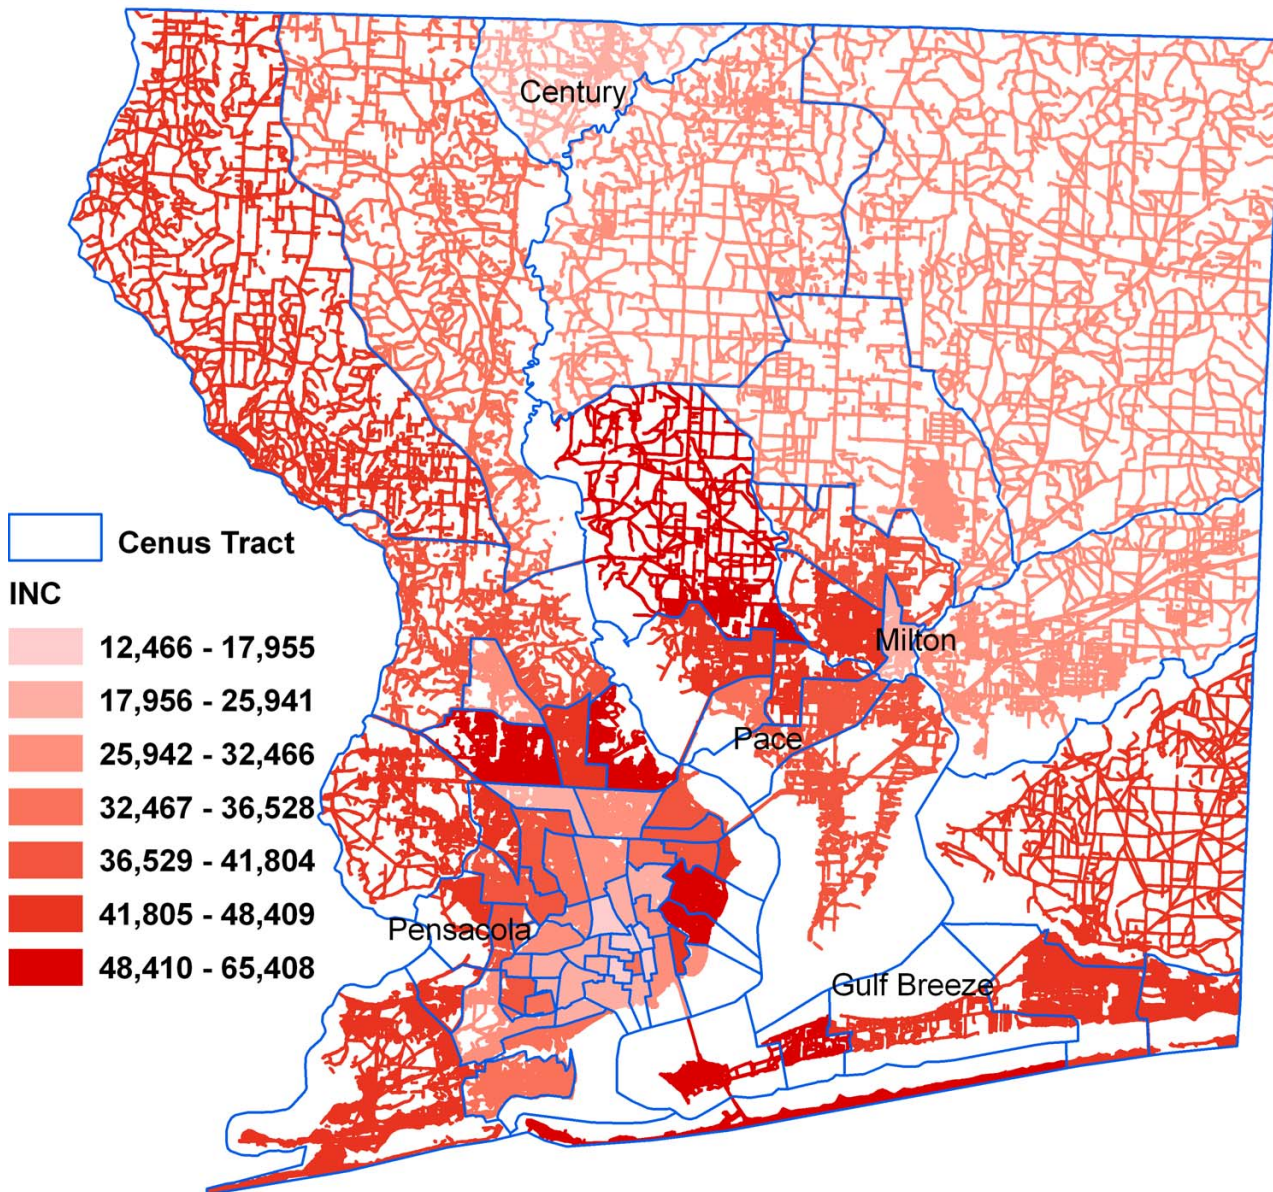 Century
Cenus Tract
INC
12,466 - 17,955
17,956 - 25,941
25,942 - 32,466
32,467 - 36,528
36,529 - 41,804
41,805 - 48,409
48,410 - 65,408
Milton
Pace
Pensacola
Gulf Breeze